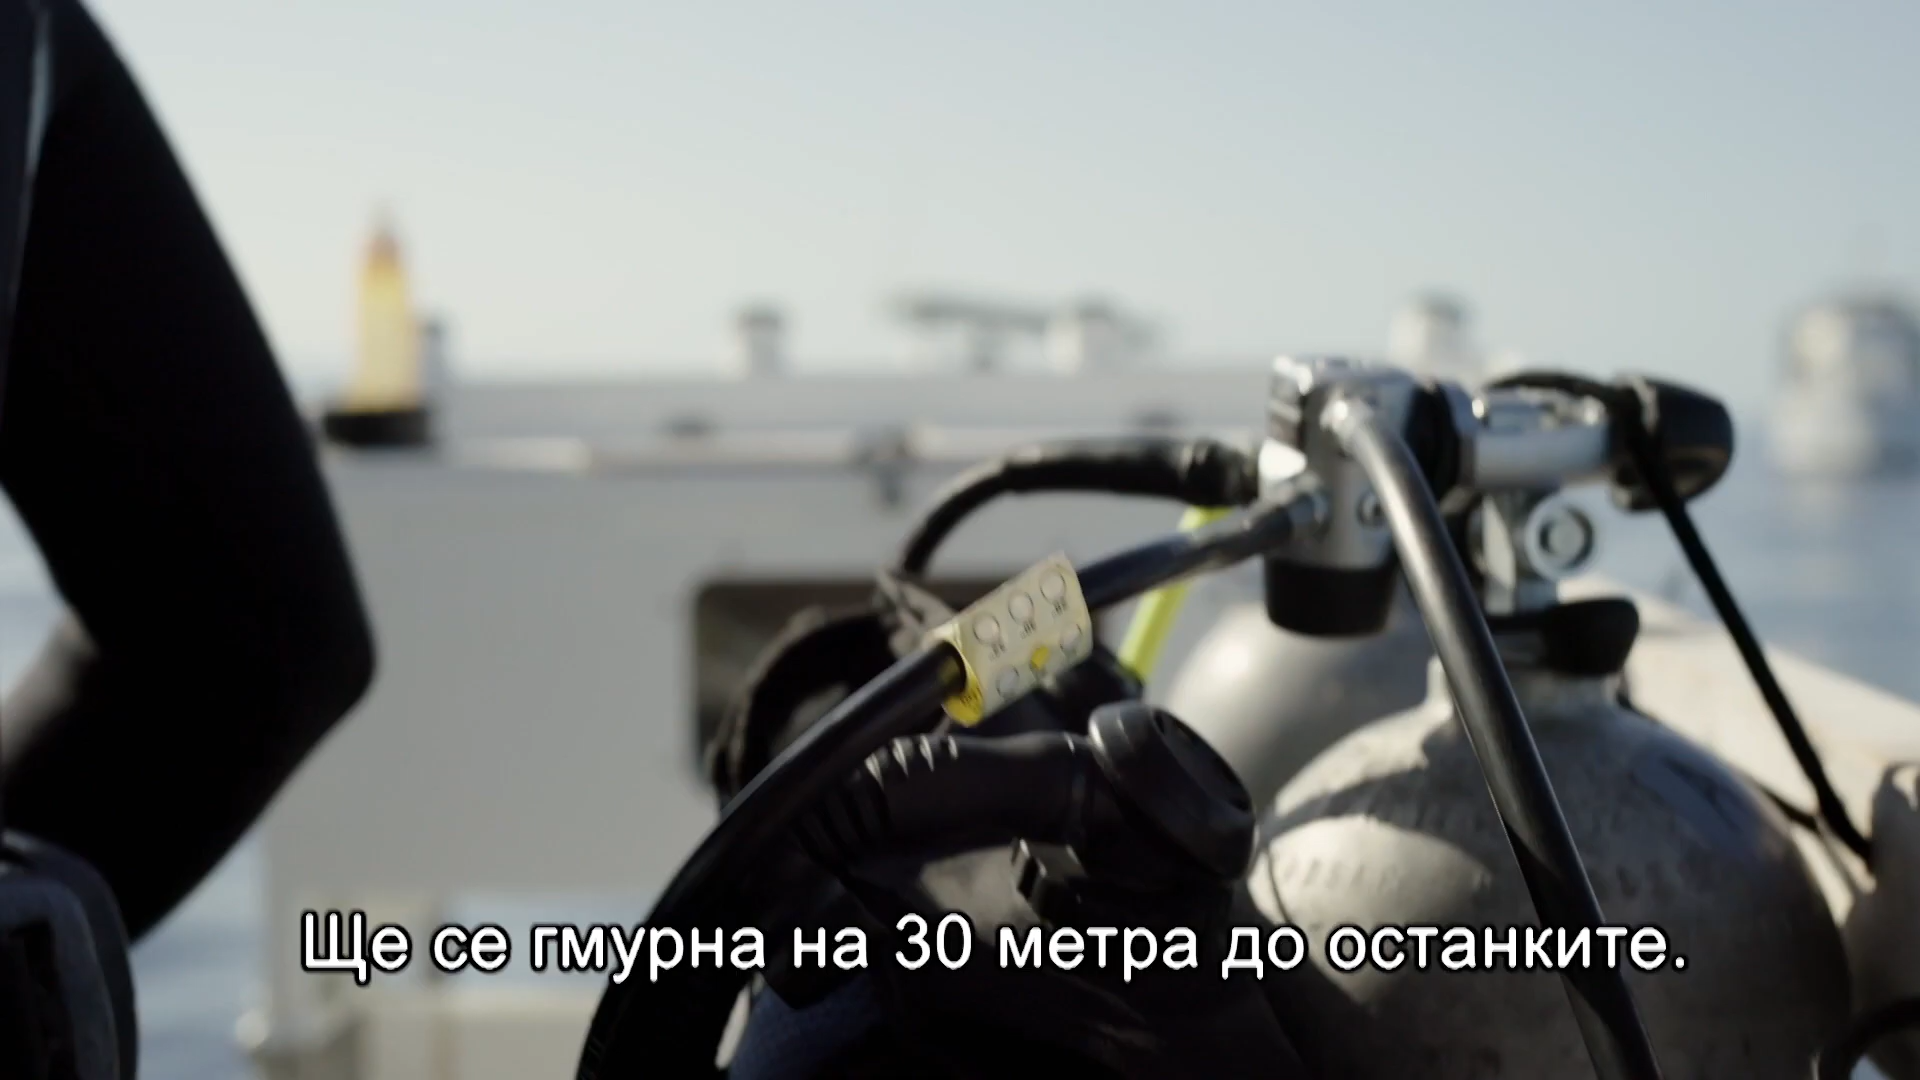 Ще се гмурна на 30 метра до останките.